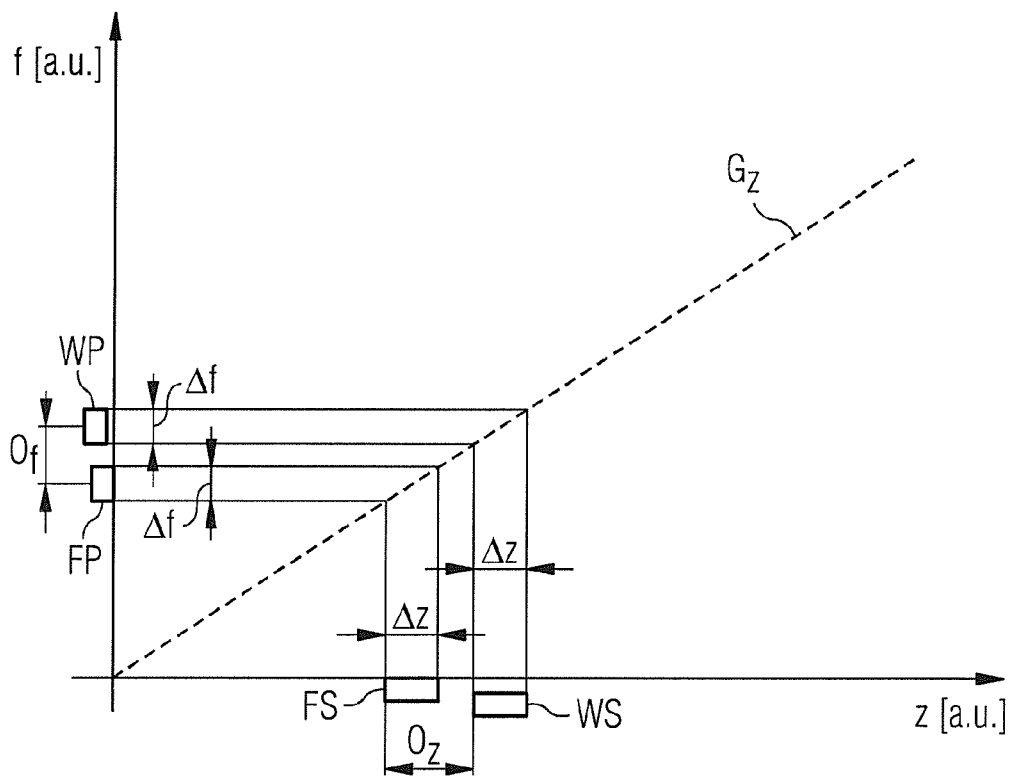 f [a.u.]
G_z
WP
Δf
O_f
Δf
FP
Δz
Δz
FS
WS
z [a.u.]
O_z